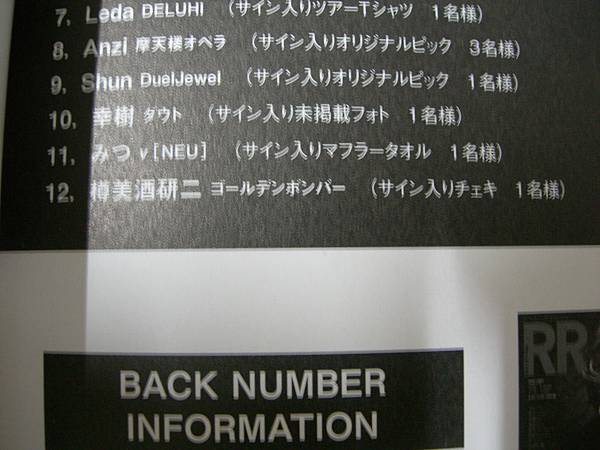 7, Leda DELUHI (サイン入りツアーTシャツ 1名様)
8, Anzi 摩天楼オペラ (サイン入りオリジナルピック 3名様)
9, Shun DuelJewel (サイン入りオリジナルピック 1名様)
10, 幸樹 ダウト (サイン入り未掲載フォト 1名様)
11, みつ ν[NEU] (サイン入りマフラータオル 1名様)
12, 樽美酒研二 ゴールデンボンバー (サイン入りチェキ 1名様)
BACK NUMBER
INFORMATION
RR